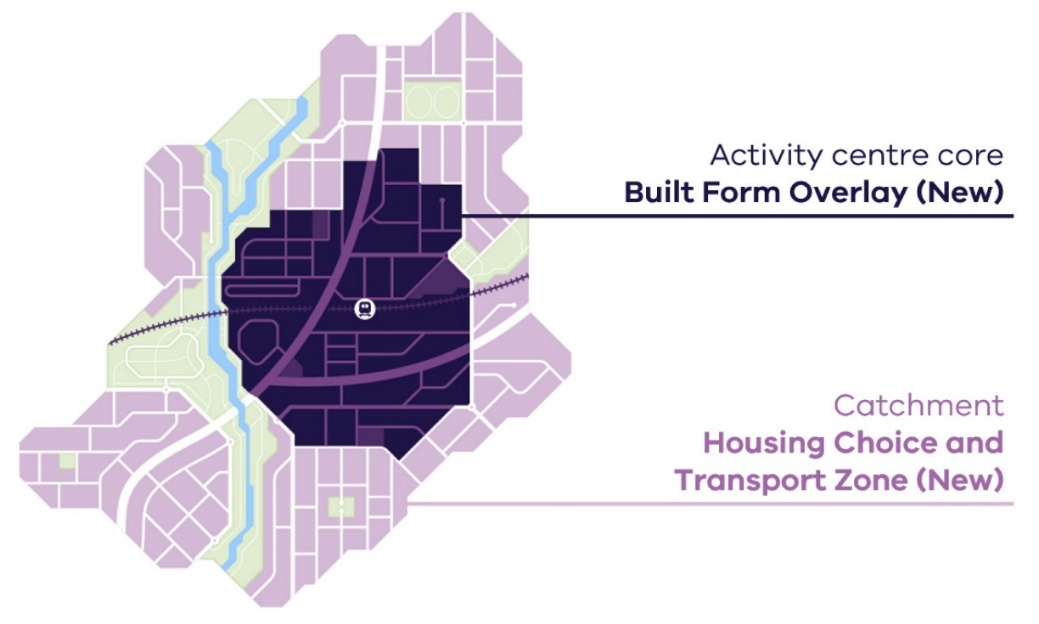 Activity centre core
Built Form Overlay (New)
Catchment
Housing Choice and
Transport Zone (New)